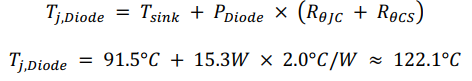 T_{j,Diode} = T_{sink} + P_{Diode} × (R_{θJC} + R_{θCS})
T_{j,Diode} = 91.5°C + 15.3W × 2.0°C/W ≈ 122.1°C